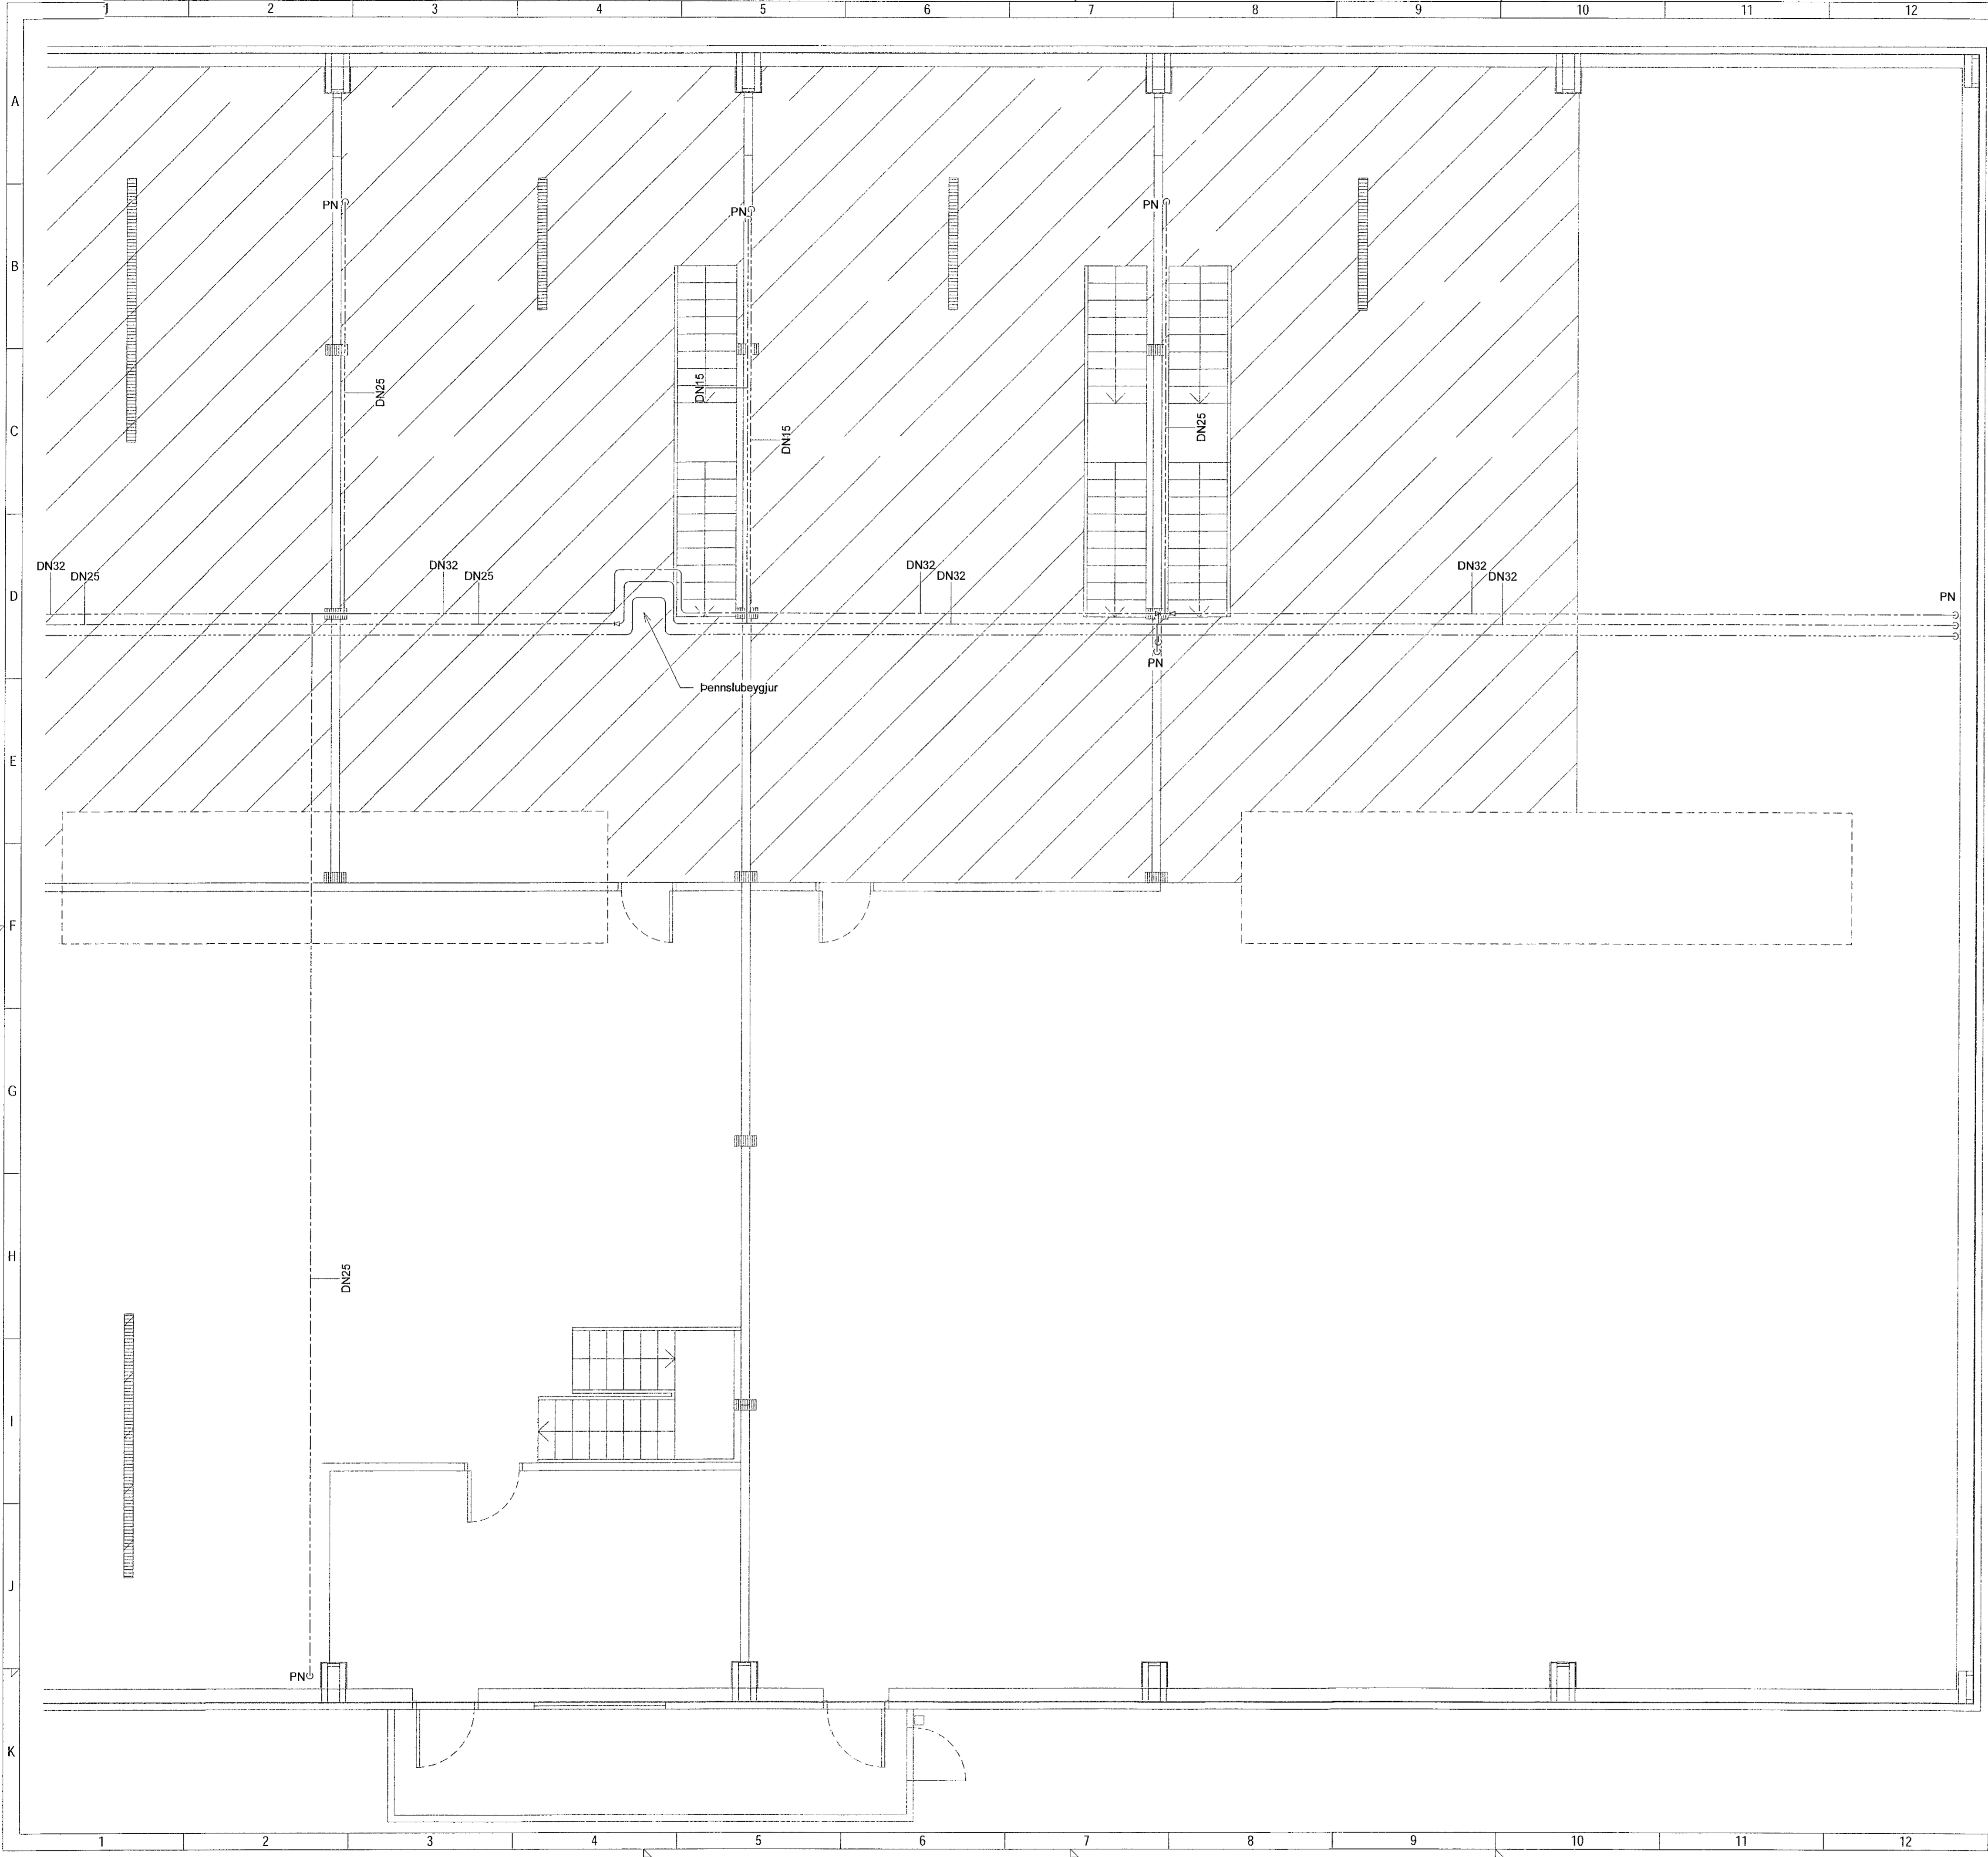 1 2 3 4 5 6 7 8 9 10 11 12
A
PN PN PN
B
DN25 DN15
C
DN15 DN25
DN32 DN25 DN32 DN25 DN32 DN32 DN32 DN32
D
PN
PN
Þennslubeygjur
E
F
G
H
DN25
I
J
PN
K
1 2 3 4 5 6 7 8 9 10 11 12